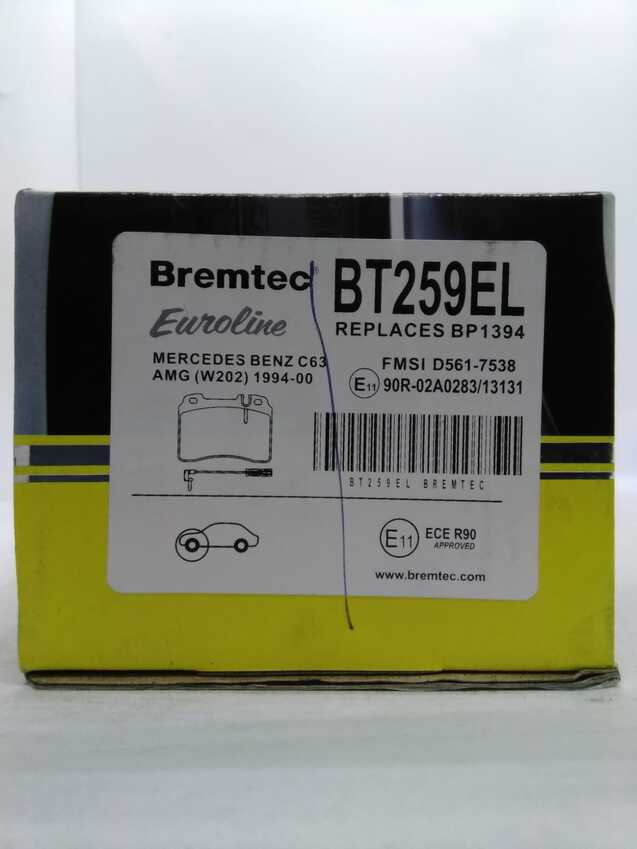 Bremtec®
BT259EL
Euroline
REPLACES BP1394
MERCEDES BENZ C63
AMG (W202) 1994-00
FMSI D561-7538
E11 90R-02A0283/13131
BT259EL BREMTEC
E11
ECE R90
APPROVED
www.bremtec.com